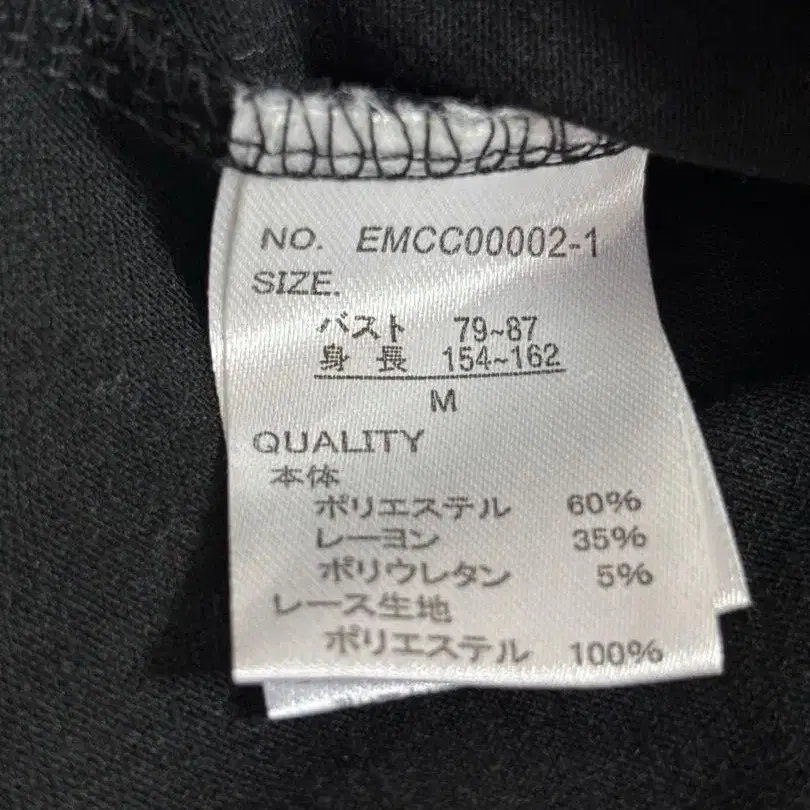 NO. EMCC00002-1
SIZE.
バスト 79~87
身長 154~162
M
QUALITY
本体
ポリエステル 60%
レーヨン 35%
ポリウレタン 5%
レース生地
ポリエステル 100%